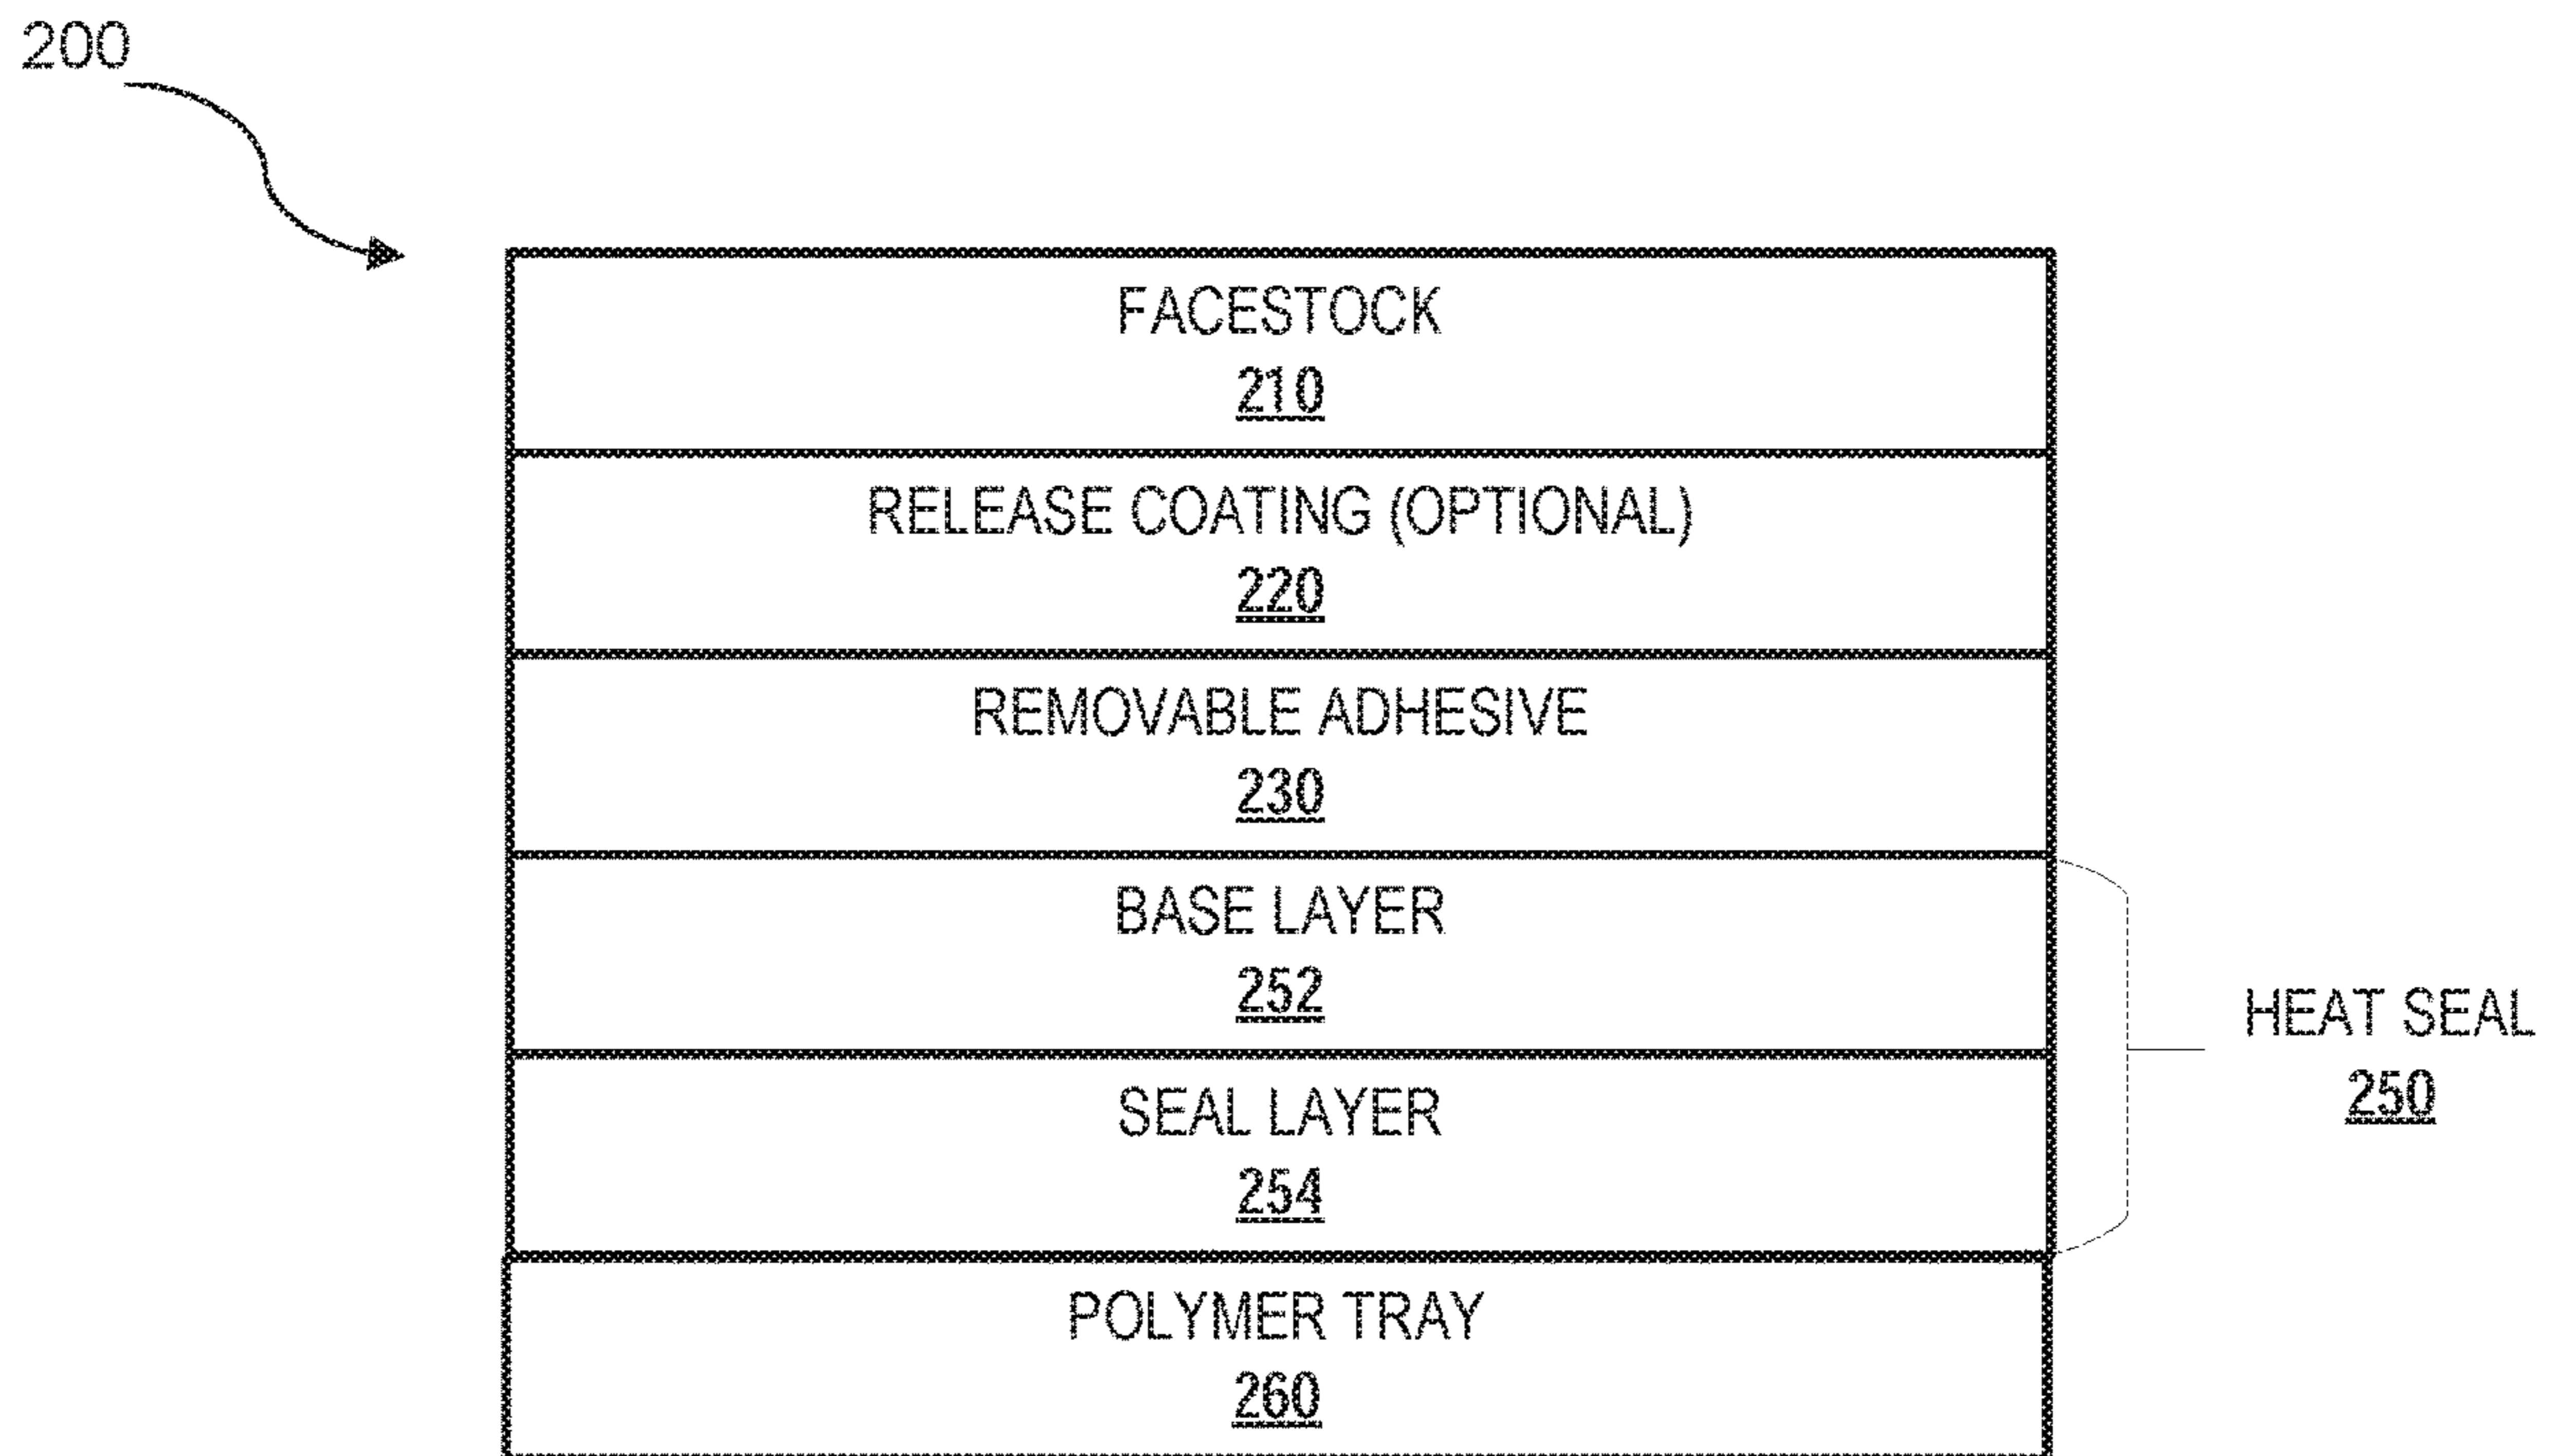 200
FACESTOCK
210
RELEASE COATING (OPTIONAL)
220
REMOVABLE ADHESIVE
230
BASE LAYER
252
HEAT SEAL
250
SEAL LAYER
254
POLYMER TRAY
260